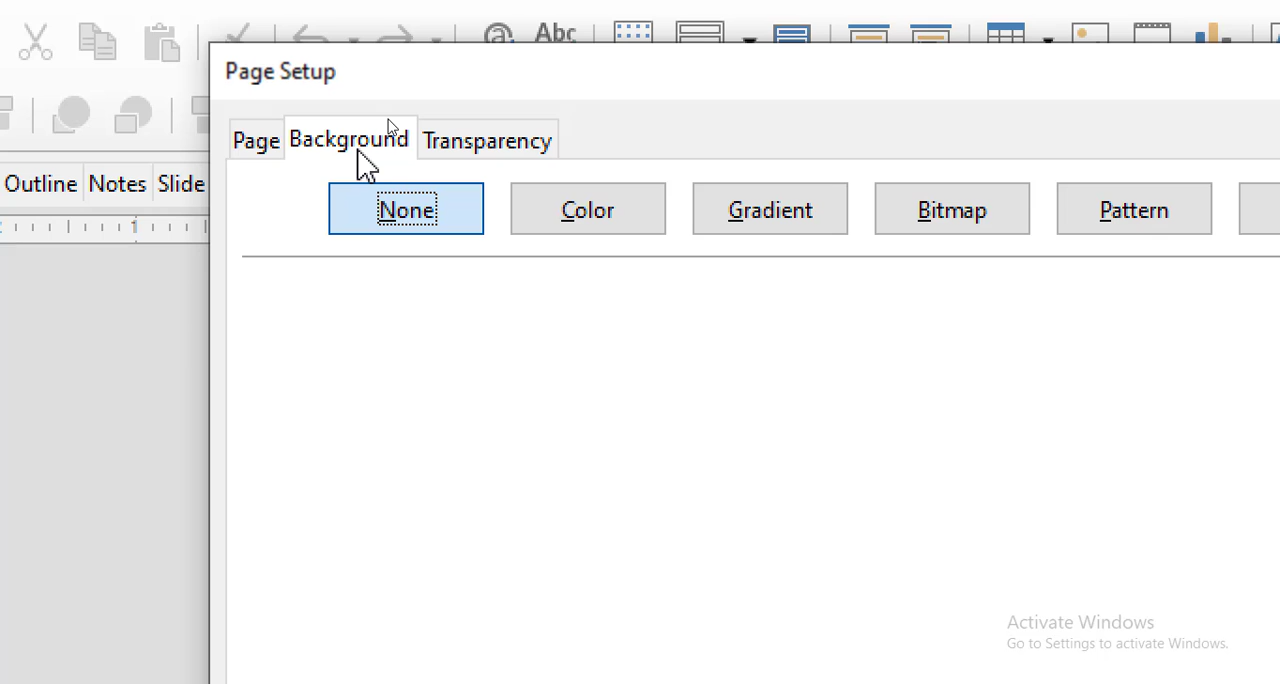 Abc
Page Setup
Page Background Transparency
Outline Notes Slide
None Color Gradient Bitmap Pattern
1
Activate Windows
Go to Settings to activate Windows.